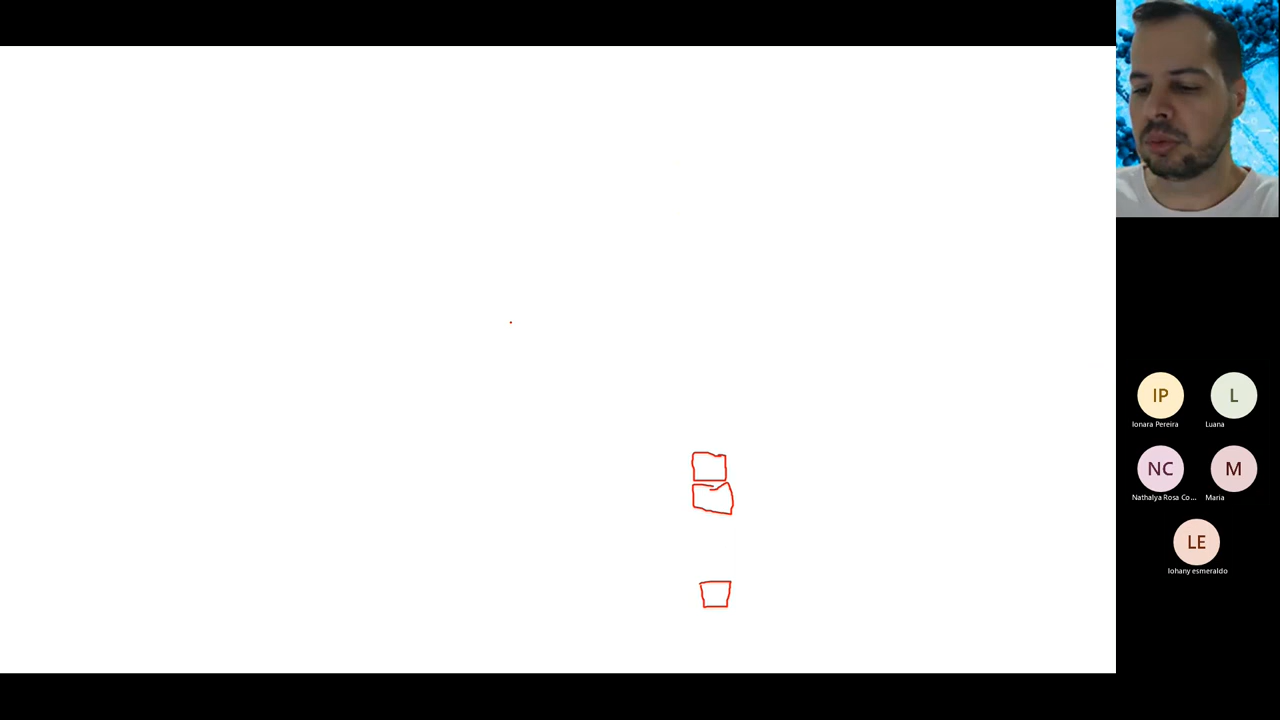 IP
L
Ionara Pereira
Luana
NC
M
Nathalya Rosa Co...
Maria
LE
lohany esmeraldo